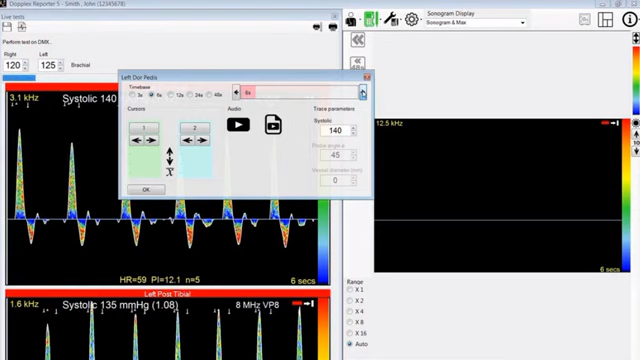 Dopplex Reporter 5 - Smith , John (12345678)
Live tests
Perform test on DMX.
Right Left
120 125 Brachial
Sonogram Display
Sonogram & Max
3.1 kHz Systolic 140
Left Dor Pedis
Timebase
3s 6s 12s 24s 48s
6s
Cursors
1 2
Audio
Trace parameters
Systolic
140
45
Vessel diameter (mm)
0
x̄
OK
HR=59 PI=12.1 n=5 6 secs
Left Post Tibial
1.6 kHz Systolic 135 mmHg (1.08) 8 MHz VP8
12.5 kHz
6 secs
10
Range
X 1
X 2
X 4
X 8
X 16
Auto